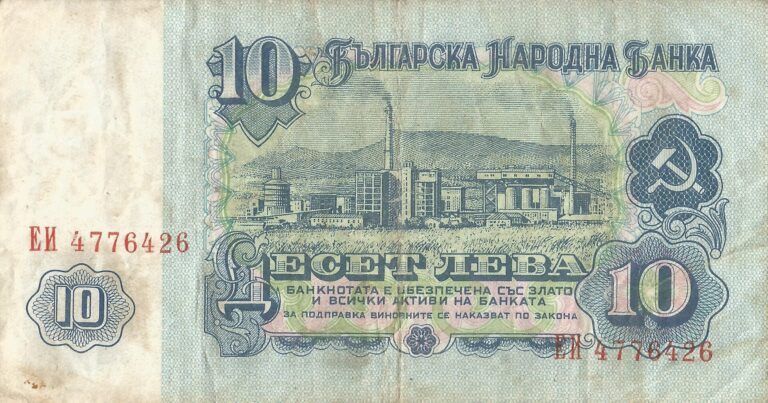 10 Българска Народна Банка
ЕИ 4776426
10
ДЕСЕТ ЛЕВА
БАНКНОТАТА Е ОБЕЗПЕЧЕНА СЪС ЗЛАТО
И ВСИЧКИ АКТИВИ НА БАНКАТА
ЗА ПОДПРАВКА ВИНОВНИТЕ СЕ НАКАЗВАТ ПО ЗАКОНА
10
ЕИ 4776426